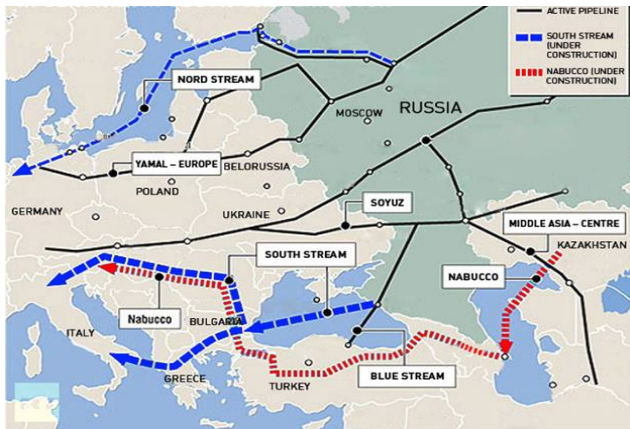 ACTIVE PIPELINE
SOUTH STREAM
(UNDER
CONSTRUCTION)
NABUCCO (UNDER
CONSTRUCTION)
NORD STREAM
MOSCOW
RUSSIA
YAMAL – EUROPE
BELORUSSIA
POLAND
GERMANY
UKRAINE
SOYUZ
MIDDLE ASIA – CENTRE
KAZAKHSTAN
SOUTH STREAM
NABUCCO
Nabucco
BULGARIA
ITALY
GREECE
TURKEY
BLUE STREAM